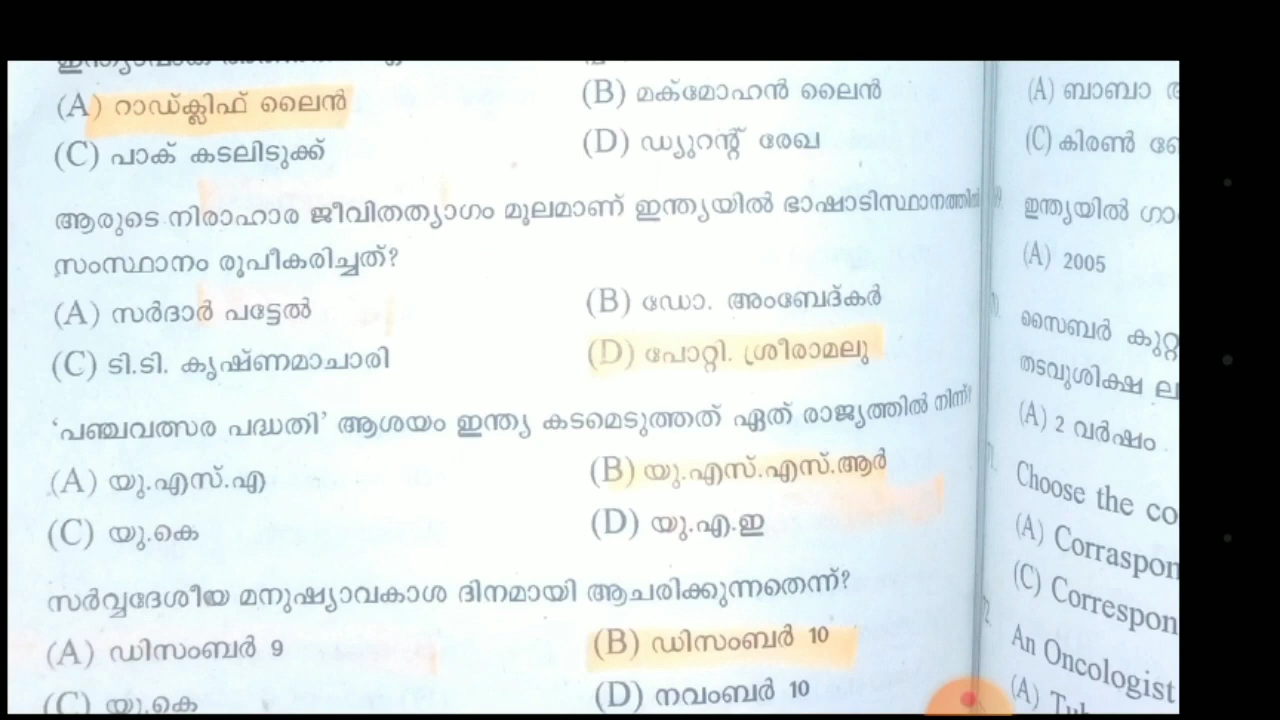 (A) റാഡ്ക്ലിഫ് ലൈൻ (B) മക്മോഹൻ ലൈൻ
(C) പാക് കടലിടുക്ക് (D) ഡ്യുറന്റ് രേഖ
ആരുടെ നിരാഹാര ജീവിതത്യാഗം മൂലമാണ് ഇന്ത്യയിൽ ഭാഷാടിസ്ഥാനത്തിൽ
സംസ്ഥാനം രൂപീകരിച്ചത്?
(A) സർദാർ പട്ടേൽ (B) ഡോ. അംബേദ്കർ
(C) ടി.ടി. കൃഷ്ണമാചാരി (D) പോറ്റി. ശ്രീരാമലു
‘പഞ്ചവത്സര പദ്ധതി’ ആശയം ഇന്ത്യ കടമെടുത്തത് ഏത് രാജ്യത്തിൽ നിന്ന്?
(A) യു.എസ്.എ (B) യു.എസ്.എസ്.ആർ
(C) യു.കെ (D) യു.എ.ഇ
സർവ്വദേശീയ മനുഷ്യാവകാശ ദിനമായി ആചരിക്കുന്നതെന്ന്?
(A) ഡിസംബർ 9 (B) ഡിസംബർ 10
(C) യു.കെ (D) നവംബർ 10
(A) ബാബാ
(C) കിരൺ
ഇന്ത്യയിൽ
(A) 2005
സൈബർ
തടവുശിക്ഷ
(A) 2 വർഷം
Choose the co
(A) Corraspon
(C) Correspon
An Oncologist
(A)